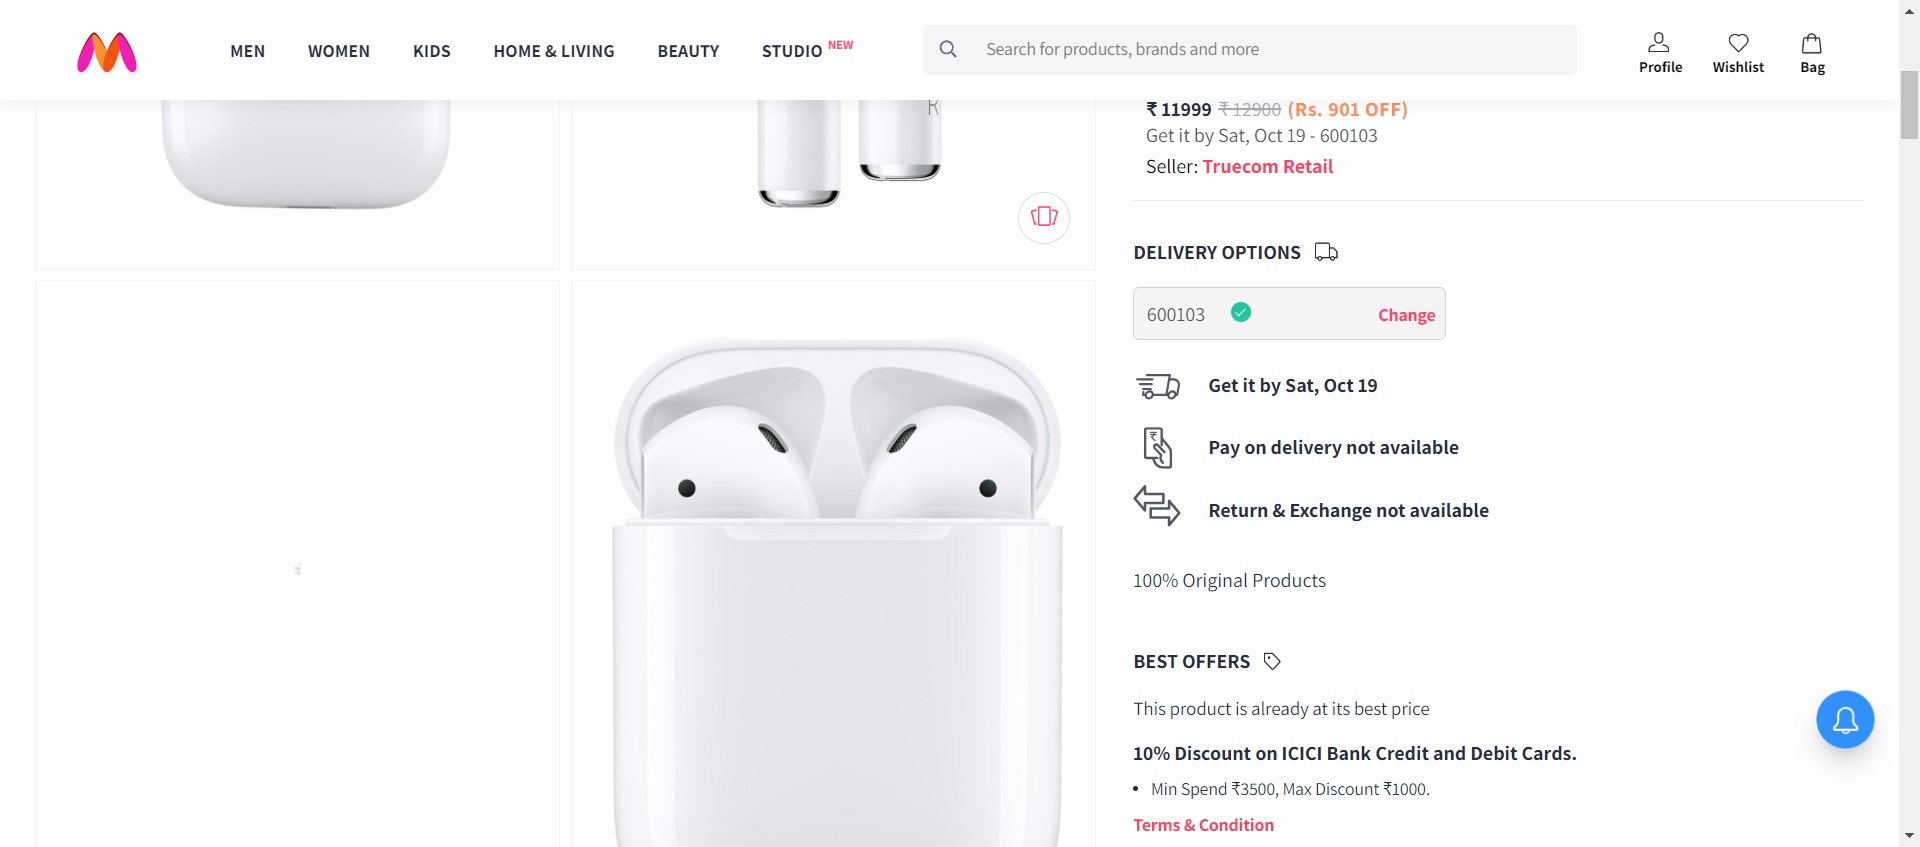 MEN WOMEN KIDS HOME & LIVING BEAUTY STUDIO NEW Search for products, brands and more Profile Wishlist Bag
R
₹ 11999 ₹ 12900 (Rs. 901 OFF)
Get it by Sat, Oct 19 - 600103
Seller: Truecom Retail
DELIVERY OPTIONS
600103 Change
Get it by Sat, Oct 19
₹
Pay on delivery not available
Return & Exchange not available
100% Original Products
BEST OFFERS
This product is already at its best price
10% Discount on ICICI Bank Credit and Debit Cards.
• Min Spend ₹3500, Max Discount ₹1000.
Terms & Condition